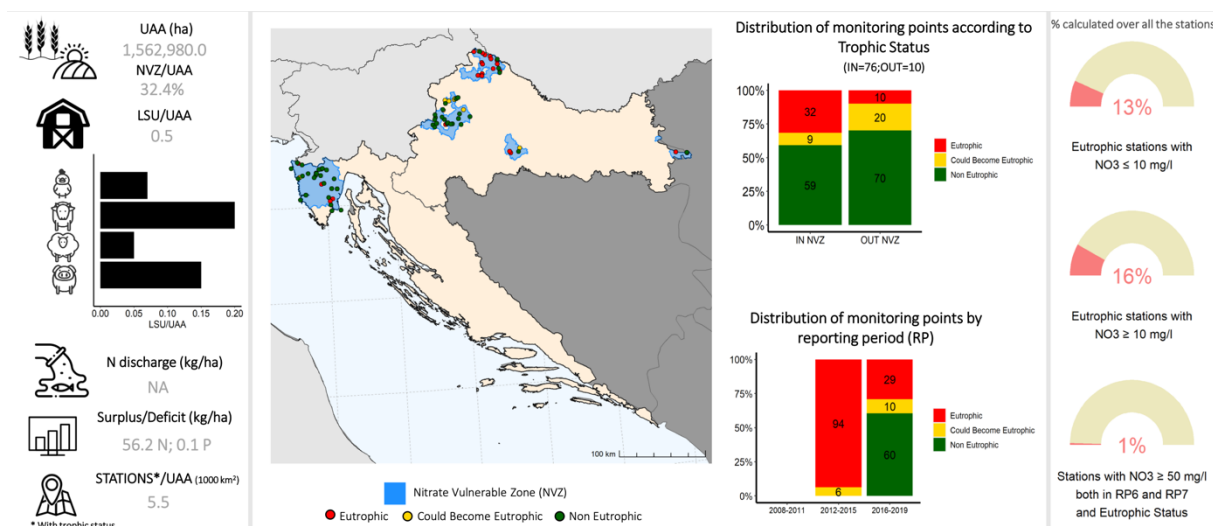 UAA (ha)
1,562,980.0
NVZ/UAA
32.4%
LSU/UAA
0.5
0.00 0.05 0.10 0.15 0.20
LSU/UAA
N discharge (kg/ha)
NA
Surplus/Deficit (kg/ha)
56.2 N; 0.1 P
STATIONS*/UAA (1000 km²)
5.5
* With trophic status
100 km
Nitrate Vulnerable Zone (NVZ)
Eutrophic Could Become Eutrophic Non Eutrophic
Distribution of monitoring points according to
Trophic Status
(IN=76;OUT=10)
100%
75%
50%
25%
0%
32
9
59
10
20
70
IN NVZ OUT NVZ
Eutrophic
Could Become Eutrophic
Non Eutrophic
Distribution of monitoring points by
reporting period (RP)
100%
75%
50%
25%
0%
94
6
29
10
60
2008-2011 2012-2015 2016-2019
Eutrophic
Could Become Eutrophic
Non Eutrophic
% calculated over all the stations
13%
Eutrophic stations with
NO3 ≤ 10 mg/l
16%
Eutrophic stations with
NO3 ≥ 10 mg/l
1%
Stations with NO3 ≥ 50 mg/l
both in RP6 and RP7
and Eutrophic Status